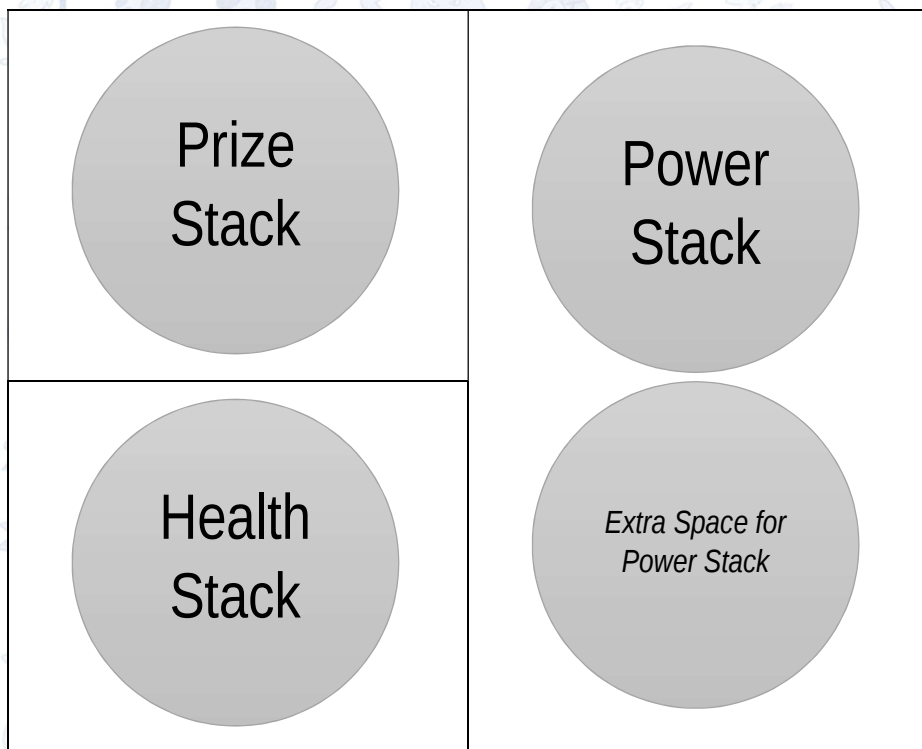 Prize
Stack
Power
Stack
Health
Stack
Extra Space for
Power Stack